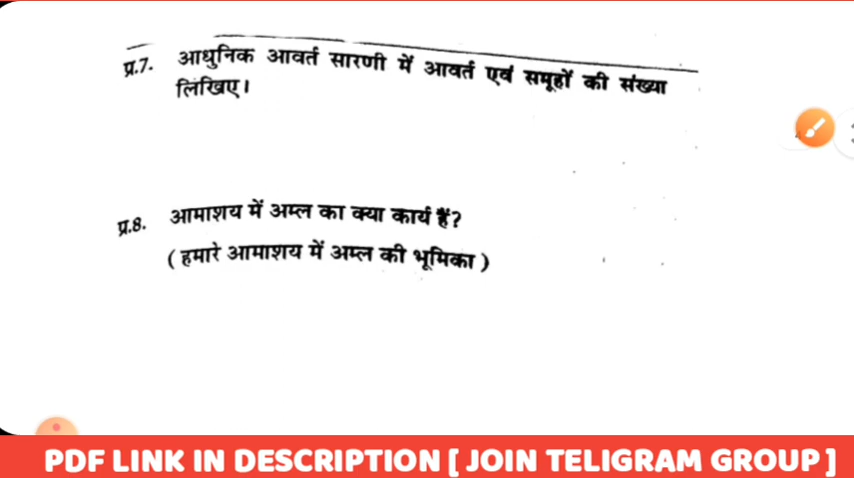 प्र.7. आधुनिक आवर्त सारणी में आवर्त एवं समूहों की संख्या
लिखिए।
प्र.8. आमाशय में अम्ल का क्या कार्य हैं?
( हमारे आमाशय में अम्ल की भूमिका )
PDF LINK IN DESCRIPTION [ JOIN TELIGRAM GROUP ]